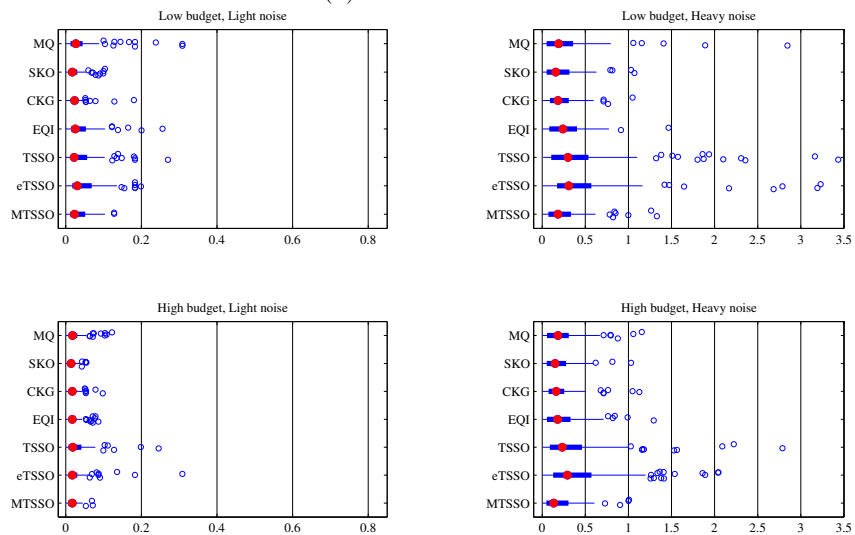 Low budget, Light noise
MQ
SKO
CKG
EQI
TSSO
eTSSO
MTSSO
0 0.2 0.4 0.6 0.8
Low budget, Heavy noise
MQ
SKO
CKG
EQI
TSSO
eTSSO
MTSSO
0 0.5 1 1.5 2 2.5 3 3.5
High budget, Light noise
MQ
SKO
CKG
EQI
TSSO
eTSSO
MTSSO
0 0.2 0.4 0.6 0.8
High budget, Heavy noise
MQ
SKO
CKG
EQI
TSSO
eTSSO
MTSSO
0 0.5 1 1.5 2 2.5 3 3.5